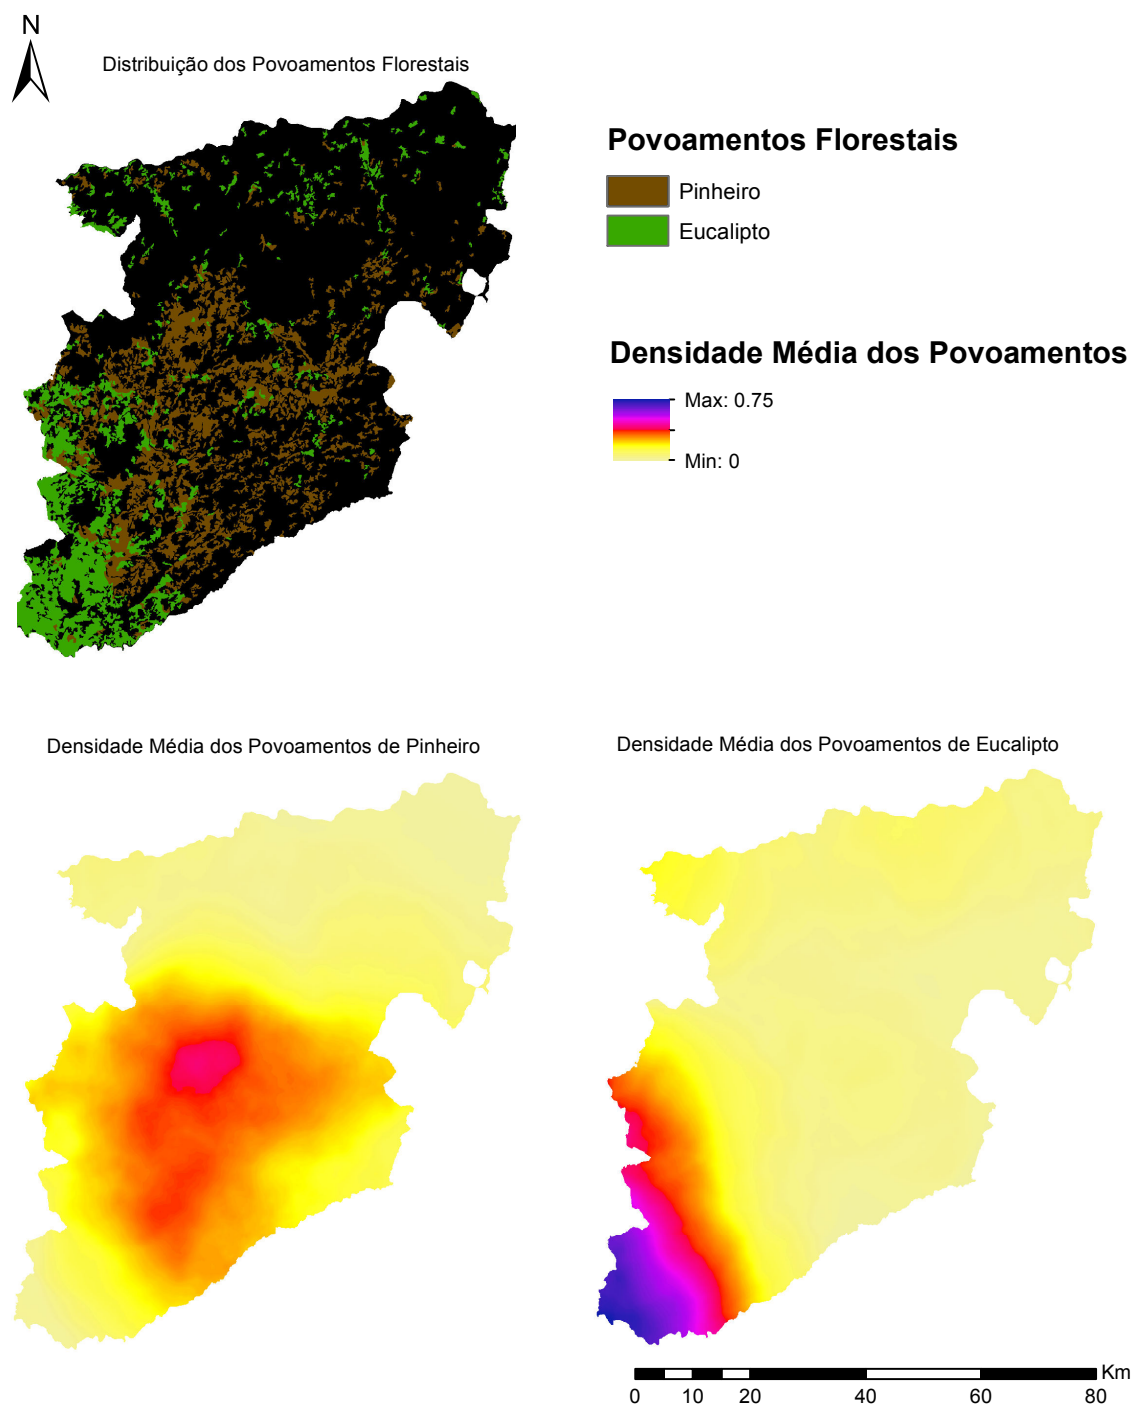 N
Distribuição dos Povoamentos Florestais
Povoamentos Florestais
Pinheiro
Eucalipto
Densidade Média dos Povoamentos
Max: 0.75
Min: 0
Densidade Média dos Povoamentos de Pinheiro
Densidade Média dos Povoamentos de Eucalipto
Km
0 10 20 40 60 80